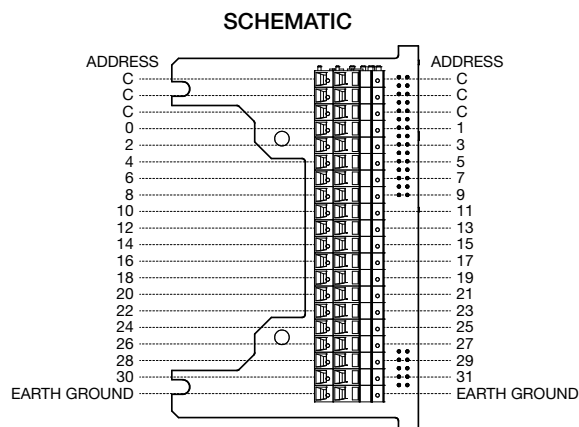 SCHEMATIC
ADDRESS ADDRESS
C C
C C
C C
0 1
2 3
4 5
6 7
8 9
10 11
12 13
14 15
16 17
18 19
20 21
22 23
24 25
26 27
28 29
30 31
EARTH GROUND EARTH GROUND